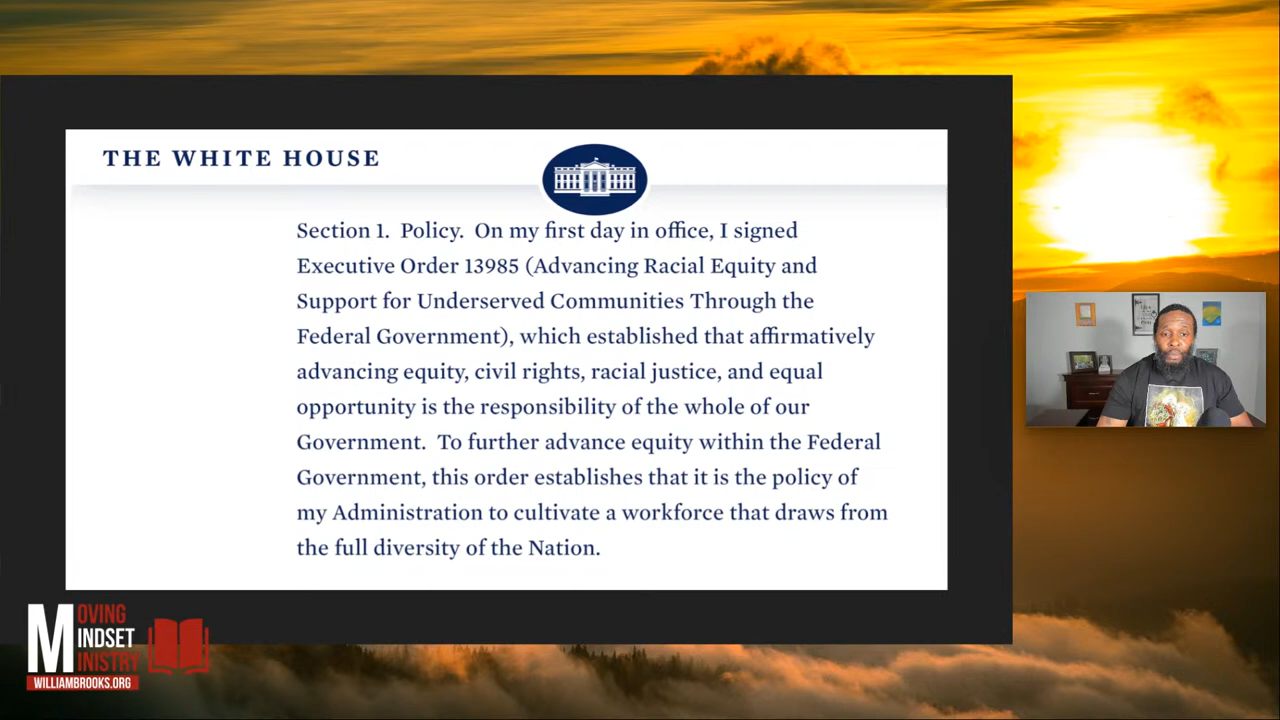 THE WHITE HOUSE
Section 1.  Policy.  On my first day in office, I signed
Executive Order 13985 (Advancing Racial Equity and
Support for Underserved Communities Through the
Federal Government), which established that affirmatively
advancing equity, civil rights, racial justice, and equal
opportunity is the responsibility of the whole of our
Government.  To further advance equity within the Federal
Government, this order establishes that it is the policy of
my Administration to cultivate a workforce that draws from
the full diversity of the Nation.
MOVING
MINDSET
MINISTRY
WILLIAMBROOKS.ORG